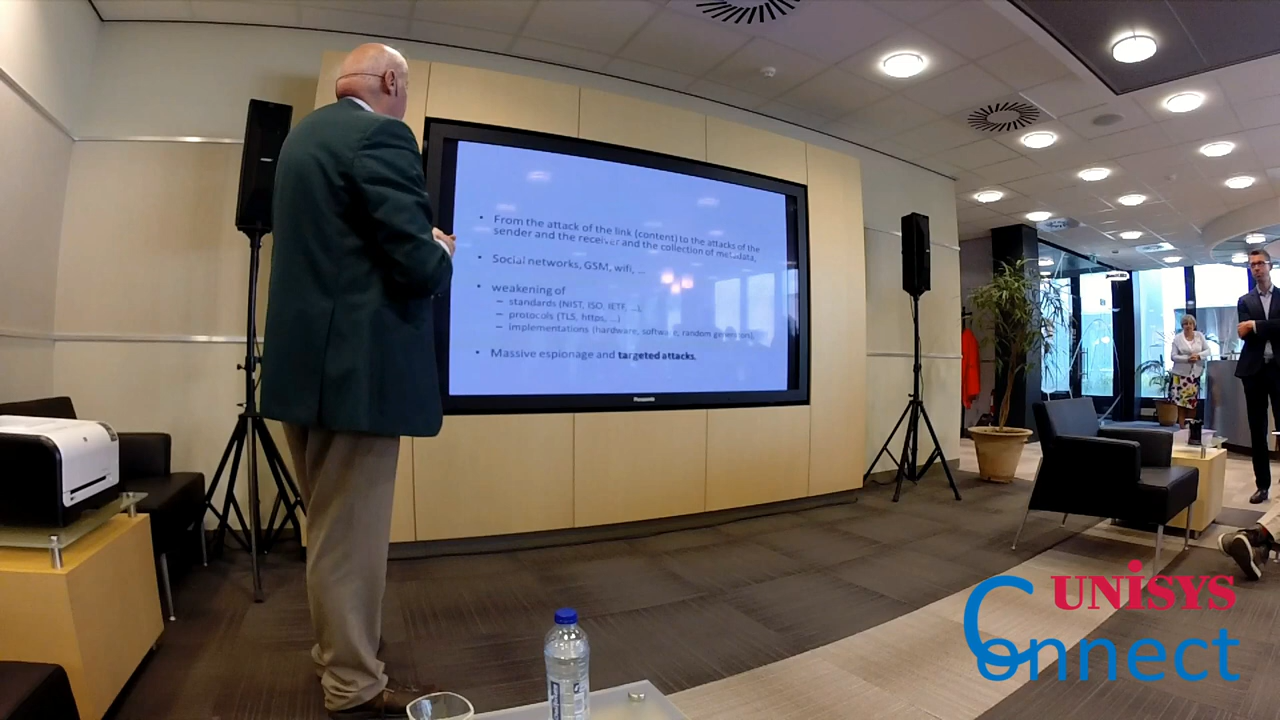 • From the attack of the link (content) to the attacks of the
sender and the receiver and the collection of metadata,
• Social networks, GSM, wifi, ...
• weakening of
– standards (NIST, ISO, IETF, ...),
– protocols (TLS, https, ...)
– implementations (hardware, software, random generators),
• Massive espionage and targeted attacks.
Panasonic
UNISYS
Connect